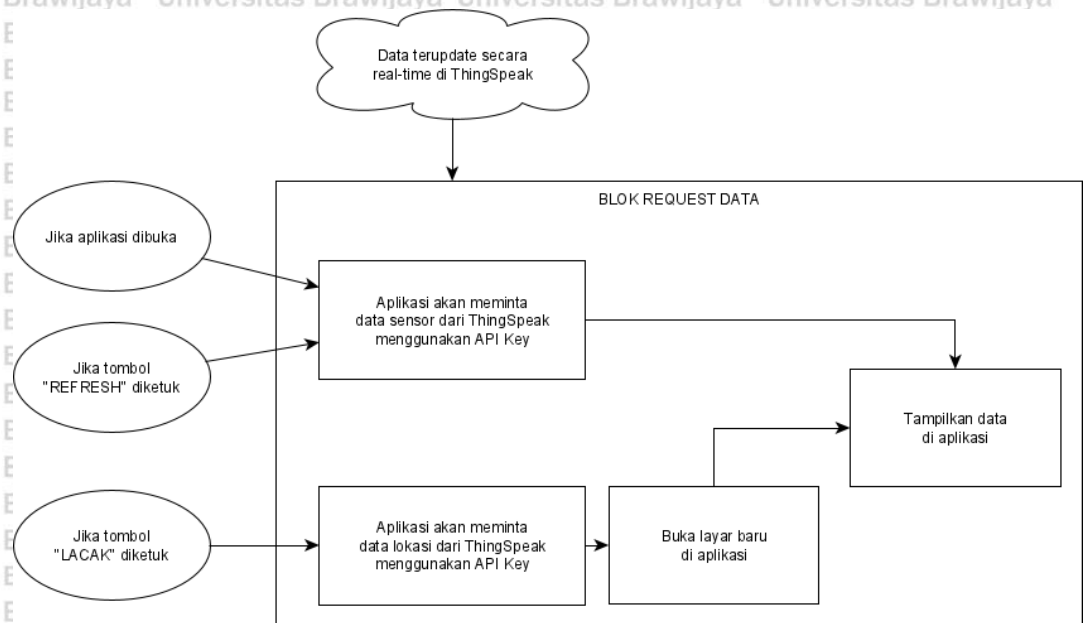 Brawijaya Universitas Brawijaya Universitas Brawijaya Universitas Brawijaya
Data terupdate secara
real-time di ThingSpeak
BLOK REQUEST DATA
Jika aplikasi dibuka
Aplikasi akan meminta
data sensor dari ThingSpeak
menggunakan API Key
Jika tombol
"REFRESH" diketuk
Tampilkan data
di aplikasi
Jika tombol
"LACAK" diketuk
Aplikasi akan meminta
data lokasi dari ThingSpeak
menggunakan API Key
Buka layar baru
di aplikasi